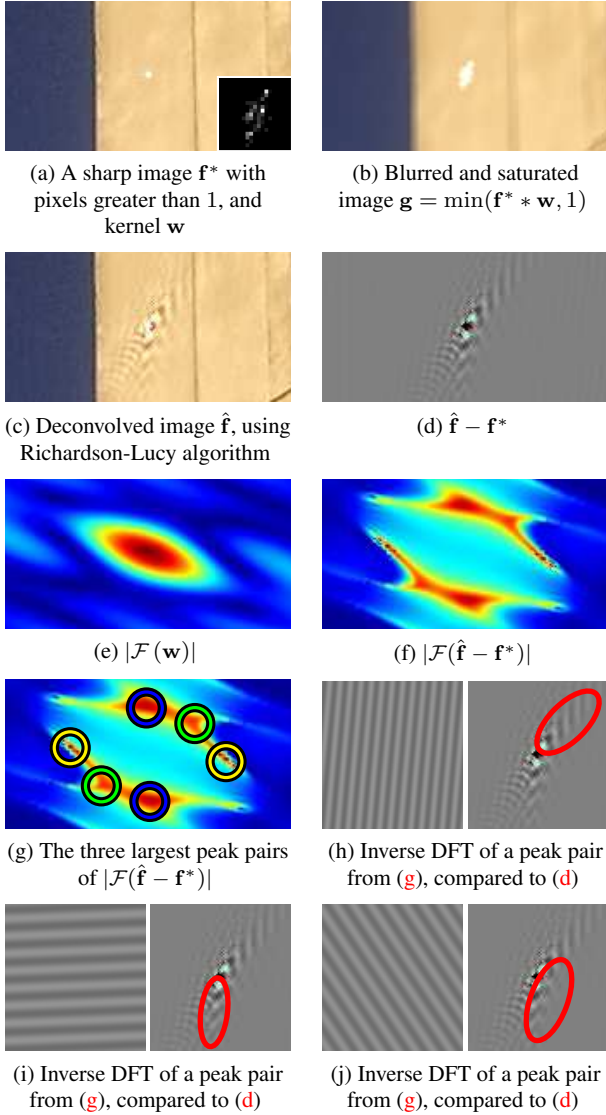 (a) A sharp image f* with
pixels greater than 1, and
kernel w
(b) Blurred and saturated
image g = min(f* ∗ w, 1)
(c) Deconvolved image f̂, using
Richardson-Lucy algorithm
(d) f̂ − f*
(e) |F (w)|
(f) |F(f̂ − f*)|
(g) The three largest peak pairs
of |F(f̂ − f*)|
(h) Inverse DFT of a peak pair
from (g), compared to (d)
(i) Inverse DFT of a peak pair
from (g), compared to (d)
(j) Inverse DFT of a peak pair
from (g), compared to (d)